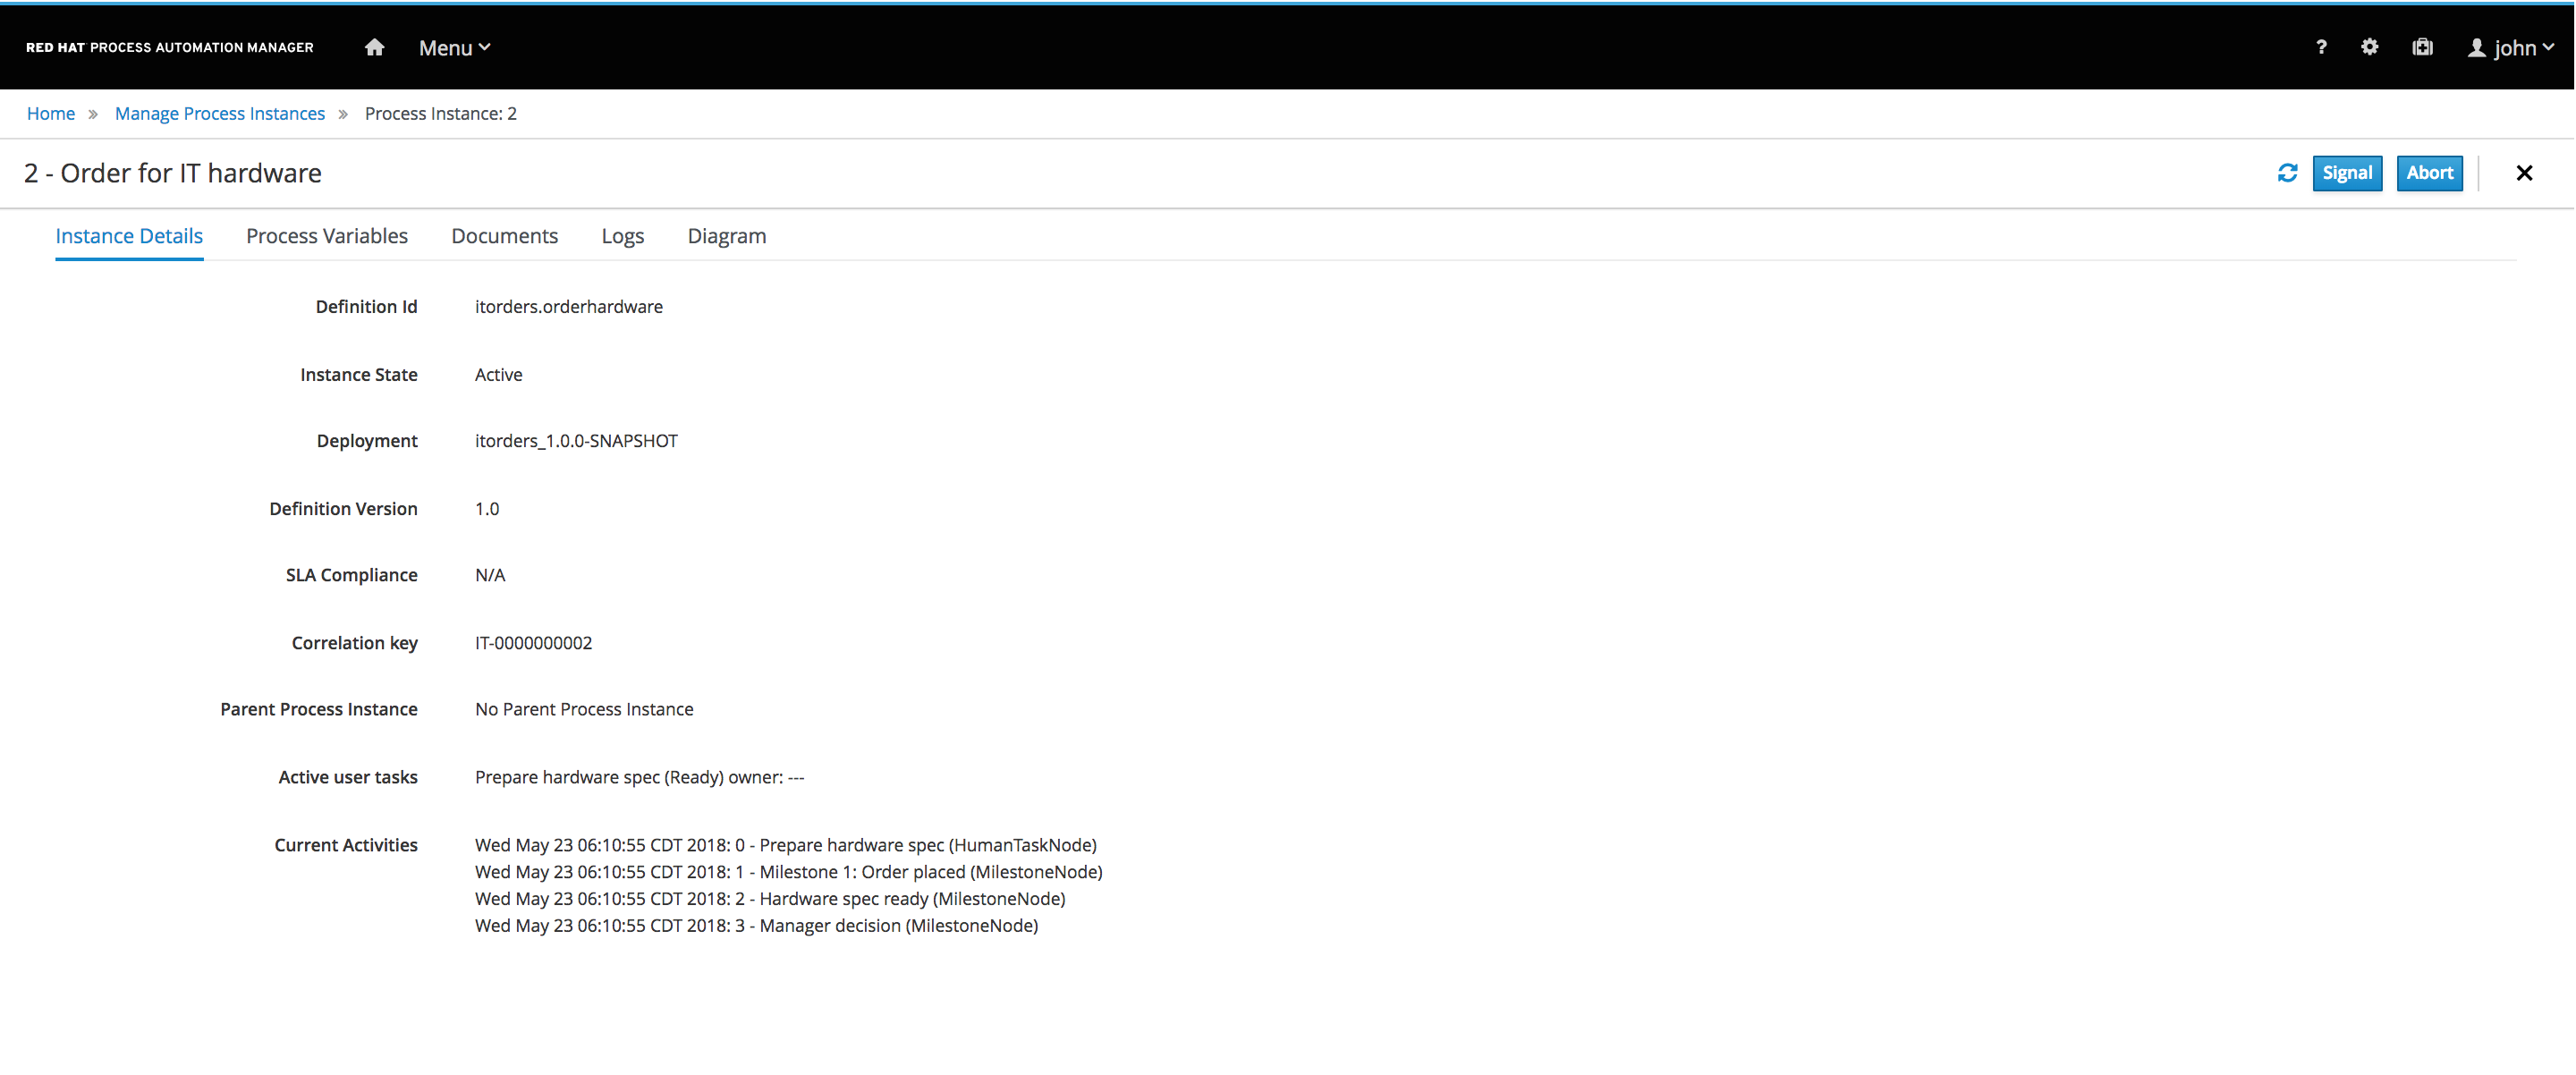 RED HAT PROCESS AUTOMATION MANAGER Menu ? john
Home » Manage Process Instances » Process Instance: 2
2 - Order for IT hardware Signal Abort
Instance Details Process Variables Documents Logs Diagram
Definition Id itorders.orderhardware
Instance State Active
Deployment itorders_1.0.0-SNAPSHOT
Definition Version 1.0
SLA Compliance N/A
Correlation key IT-0000000002
Parent Process Instance No Parent Process Instance
Active user tasks Prepare hardware spec (Ready) owner: ---
Current Activities Wed May 23 06:10:55 CDT 2018: 0 - Prepare hardware spec (HumanTaskNode)
Wed May 23 06:10:55 CDT 2018: 1 - Milestone 1: Order placed (MilestoneNode)
Wed May 23 06:10:55 CDT 2018: 2 - Hardware spec ready (MilestoneNode)
Wed May 23 06:10:55 CDT 2018: 3 - Manager decision (MilestoneNode)